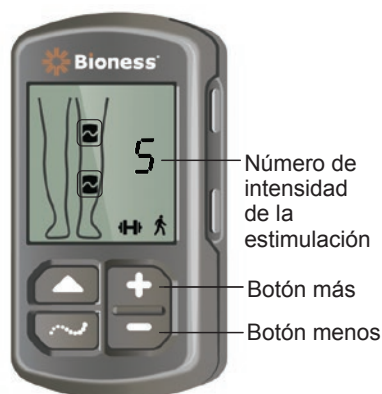 Bioness
5
Número de
intensidad
de la
estimulación
Botón más
Botón menos